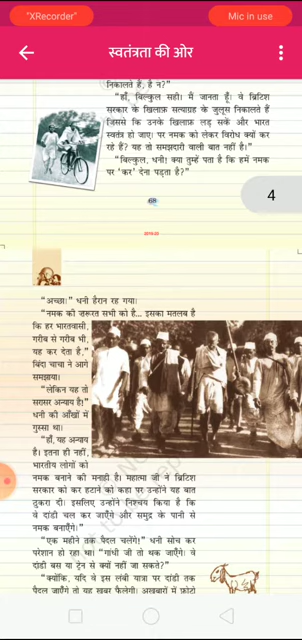 "XRecorder"
Mic in use
स्वतंत्रता की ओर
निकालते हैं, है न?"
"हाँ, बिल्कुल सही। मैं जानता हूँ। वे ब्रिटिश
सरकार के खिलाफ़ सत्याग्रह के जुलूस निकालते हैं
जिससे कि उनके खिलाफ़ लड़ सकें और भारत
स्वतंत्र हो जाए। पर नमक को लेकर विरोध क्यों कर
रहे हैं? यह तो समझदारी वाली बात नहीं है।"
"बिल्कुल, धनी! क्या तुम्हें पता है कि हमें नमक
पर 'कर' देना पड़ता है?"
4
68
2019-20
"अच्छा।" धनी हैरान रह गया।
"नमक की ज़रूरत सभी को है... इसका मतलब है
कि हर भारतवासी,
गरीब से गरीब भी,
यह कर देता है,"
बिंदा चाचा ने आगे
समझाया।
"लेकिन यह तो
सरासर अन्याय है!"
धनी की आँखों में
गुस्सा था।
"हाँ, यह अन्याय
है। इतना ही नहीं,
भारतीय लोगों को
नमक बनाने की मनाही है। महात्मा जी ने ब्रिटिश
सरकार को कर हटाने को कहा पर उन्होंने यह बात
ठुकरा दी। इसलिए उन्होंने निश्चय किया है कि
वे दांडी चल कर जाएँगे और समुद्र के पानी से
नमक बनाएँगे।"
"एक महीने तक पैदल चलेंगे!" धनी सोच कर
परेशान हो रहा था। "गांधी जी तो थक जाएँगे। वे
दांडी बस या ट्रेन से क्यों नहीं जा सकते?"
"क्योंकि, यदि वे इस लंबी यात्रा पर दांडी तक
पैदल जाएँगे तो यह खबर फैलेगी। अखबारों में फ़ोटो